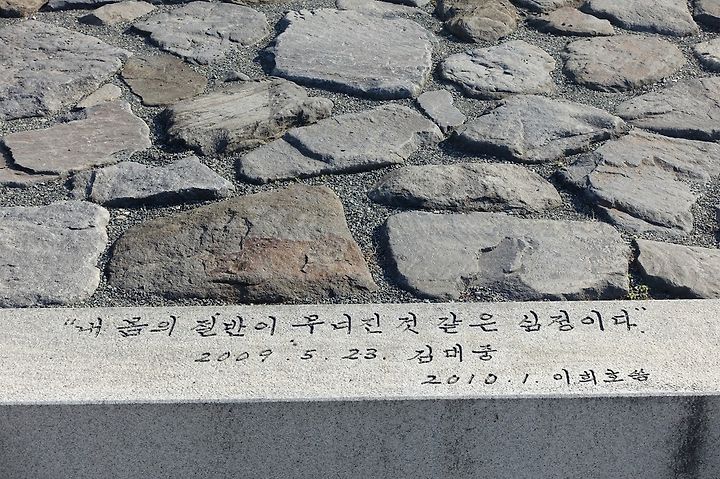 "내 몸의 절반이 무너진 것 같은 심정이다"
2009. 5. 23. 김대중
2010. 1. 이희호 씀